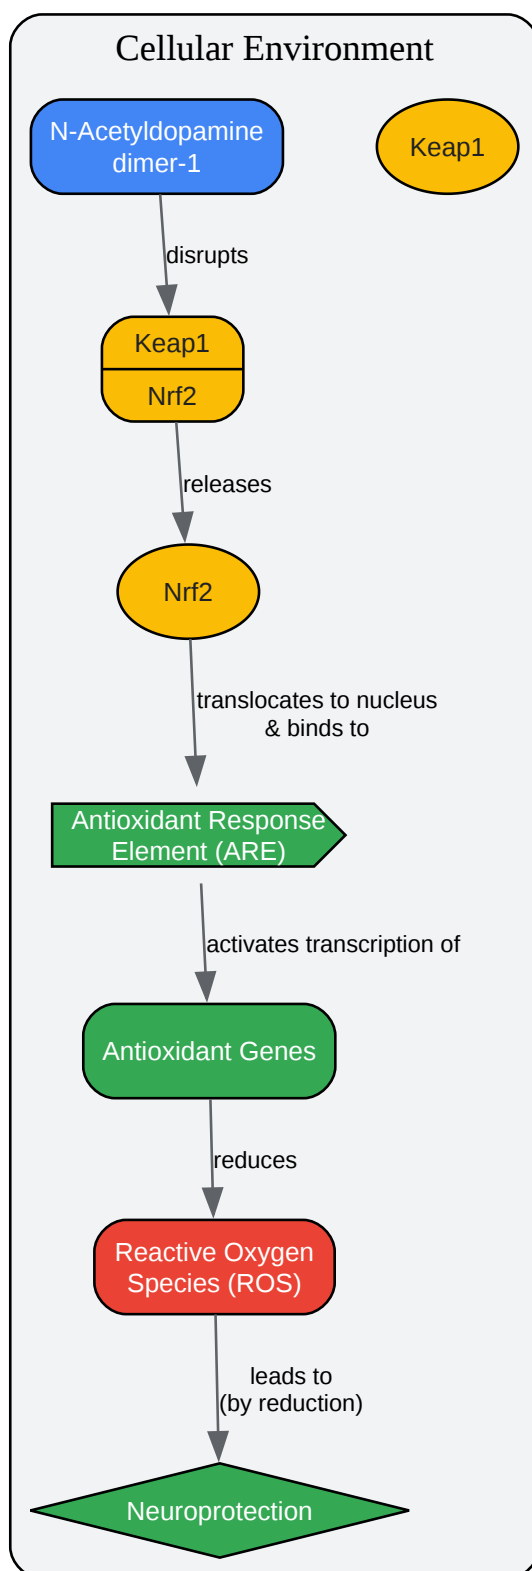 Cellular Environment
N-Acetyldopamine
dimer-1
Keap1
disrupts
Keap1
Nrf2
releases
Nrf2
translocates to nucleus
& binds to
Antioxidant Response
Element (ARE)
activates transcription of
Antioxidant Genes
reduces
Reactive Oxygen
Species (ROS)
leads to
(by reduction)
Neuroprotection